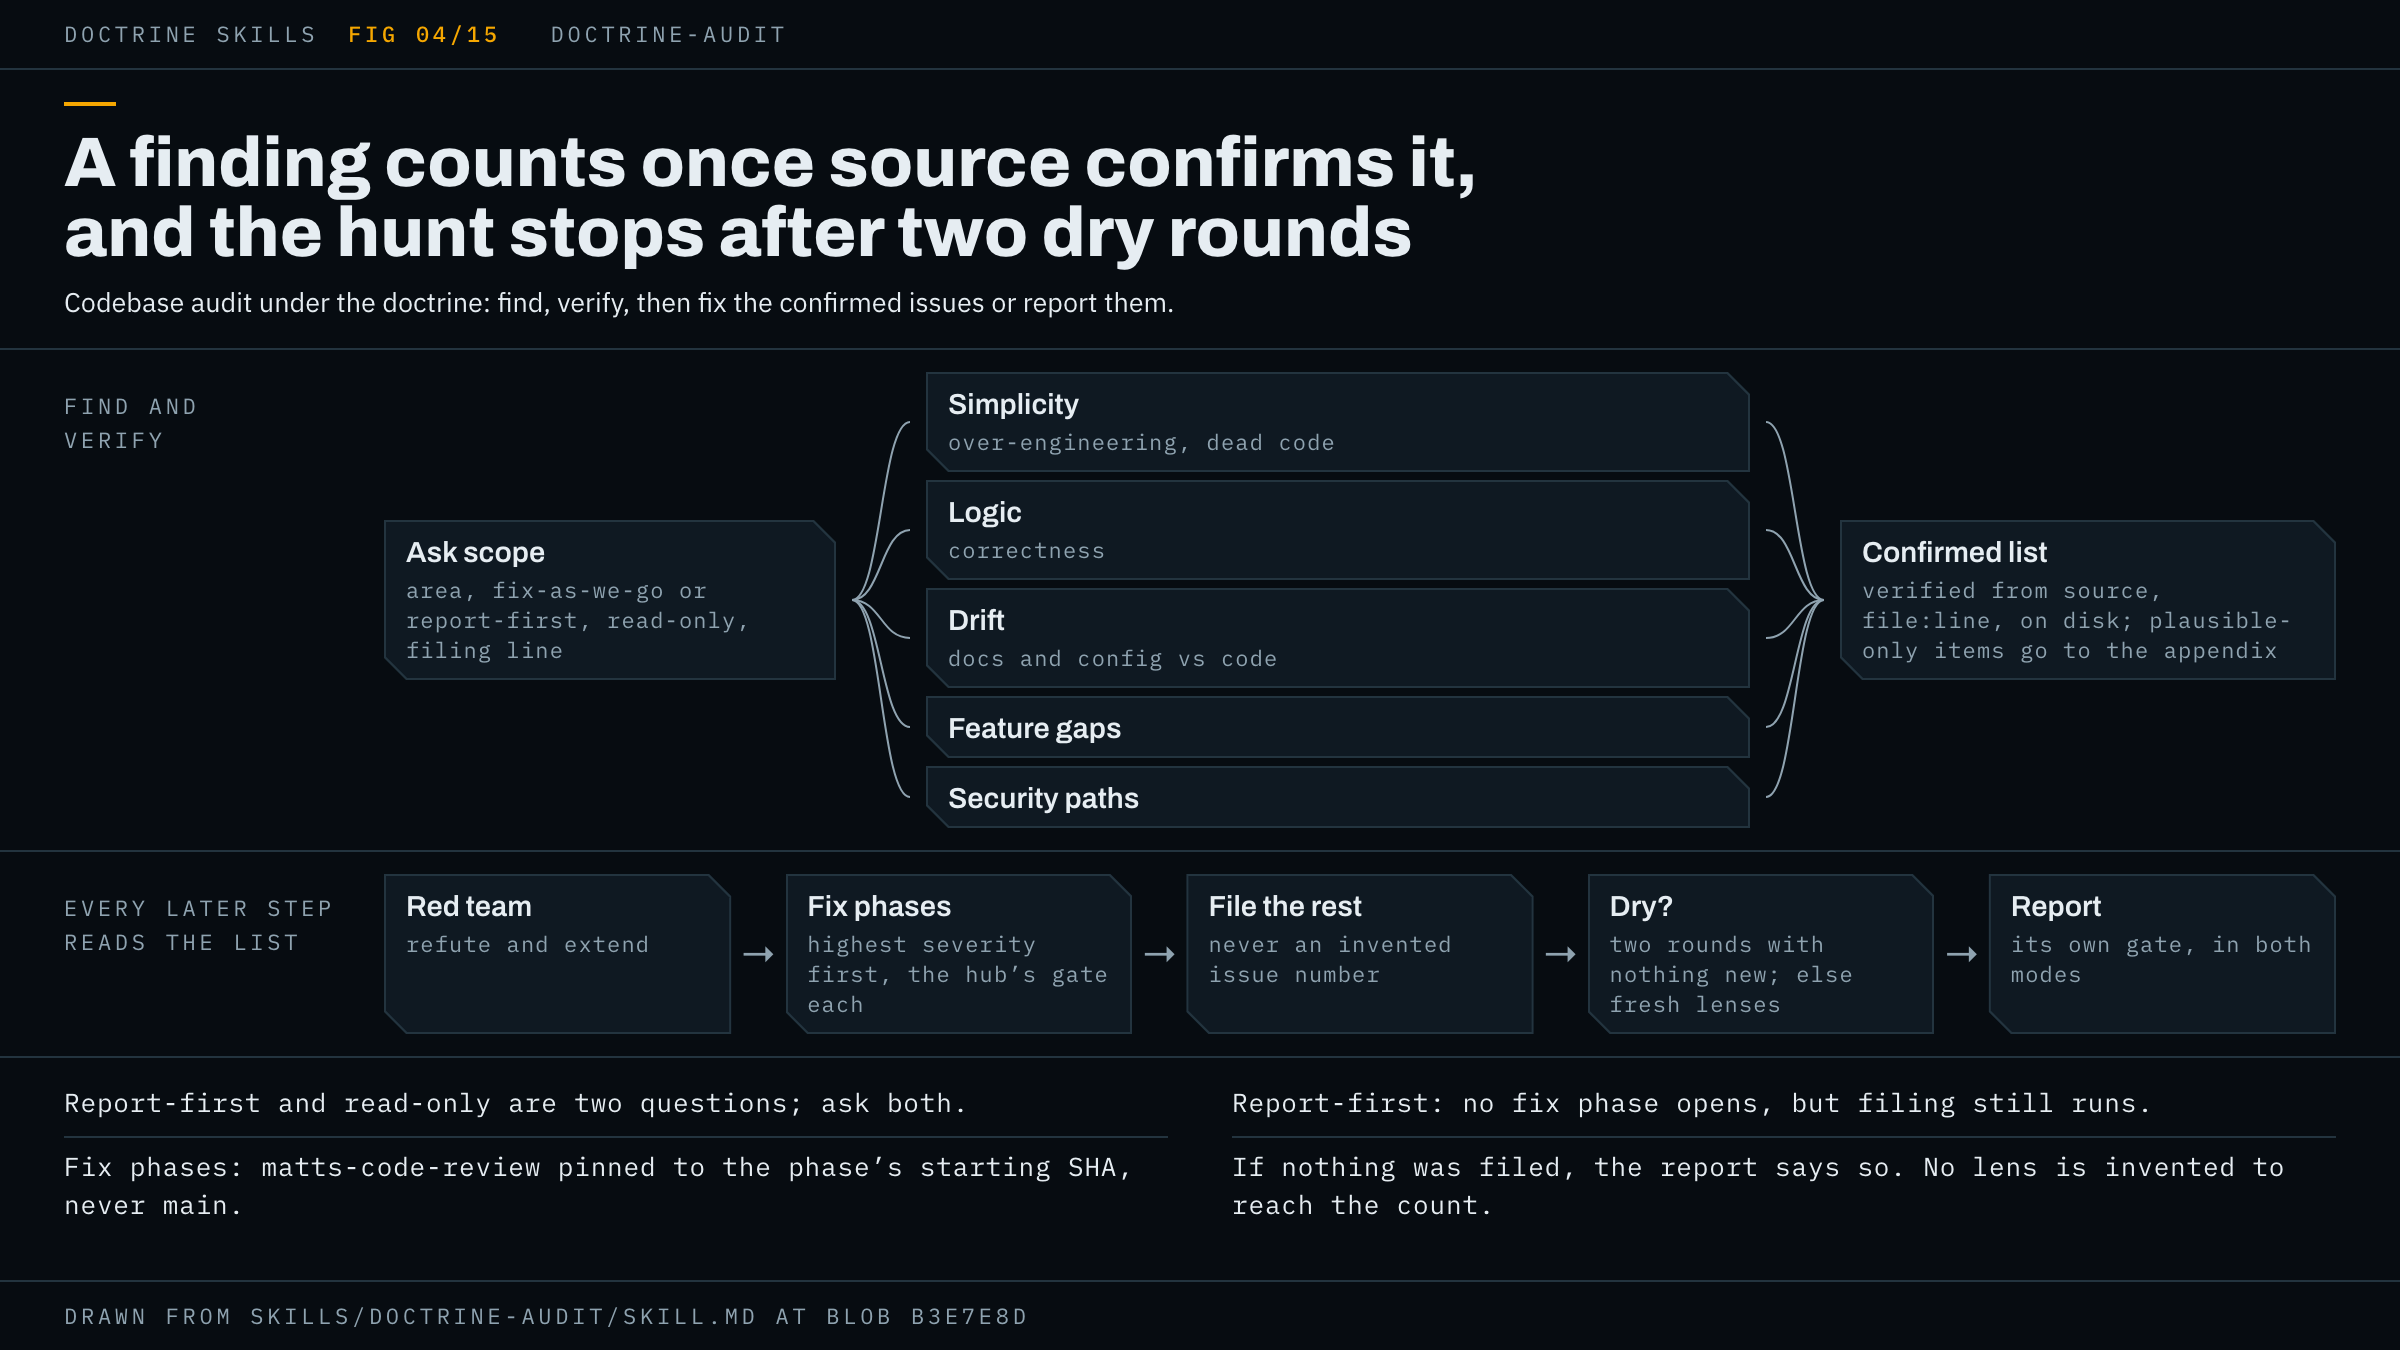 DOCTRINE SKILLS FIG 04/15 DOCTRINE-AUDIT
A finding counts once source confirms it,
and the hunt stops after two dry rounds
Codebase audit under the doctrine: find, verify, then fix the confirmed issues or report them.
FIND AND
VERIFY
Ask scope
area, fix-as-we-go or
report-first, read-only,
filing line
Simplicity
over-engineering, dead code
Logic
correctness
Drift
docs and config vs code
Feature gaps
Security paths
Confirmed list
verified from source,
file:line, on disk; plausible-
only items go to the appendix
EVERY LATER STEP
READS THE LIST
Red team
refute and extend
Fix phases
highest severity
first, the hub’s gate
each
File the rest
never an invented
issue number
Dry?
two rounds with
nothing new; else
fresh lenses
Report
its own gate, in both
modes
Report-first and read-only are two questions; ask both.
Fix phases: matts-code-review pinned to the phase’s starting SHA,
never main.
Report-first: no fix phase opens, but filing still runs.
If nothing was filed, the report says so. No lens is invented to
reach the count.
DRAWN FROM SKILLS/DOCTRINE-AUDIT/SKILL.MD AT BLOB B3E7E8D